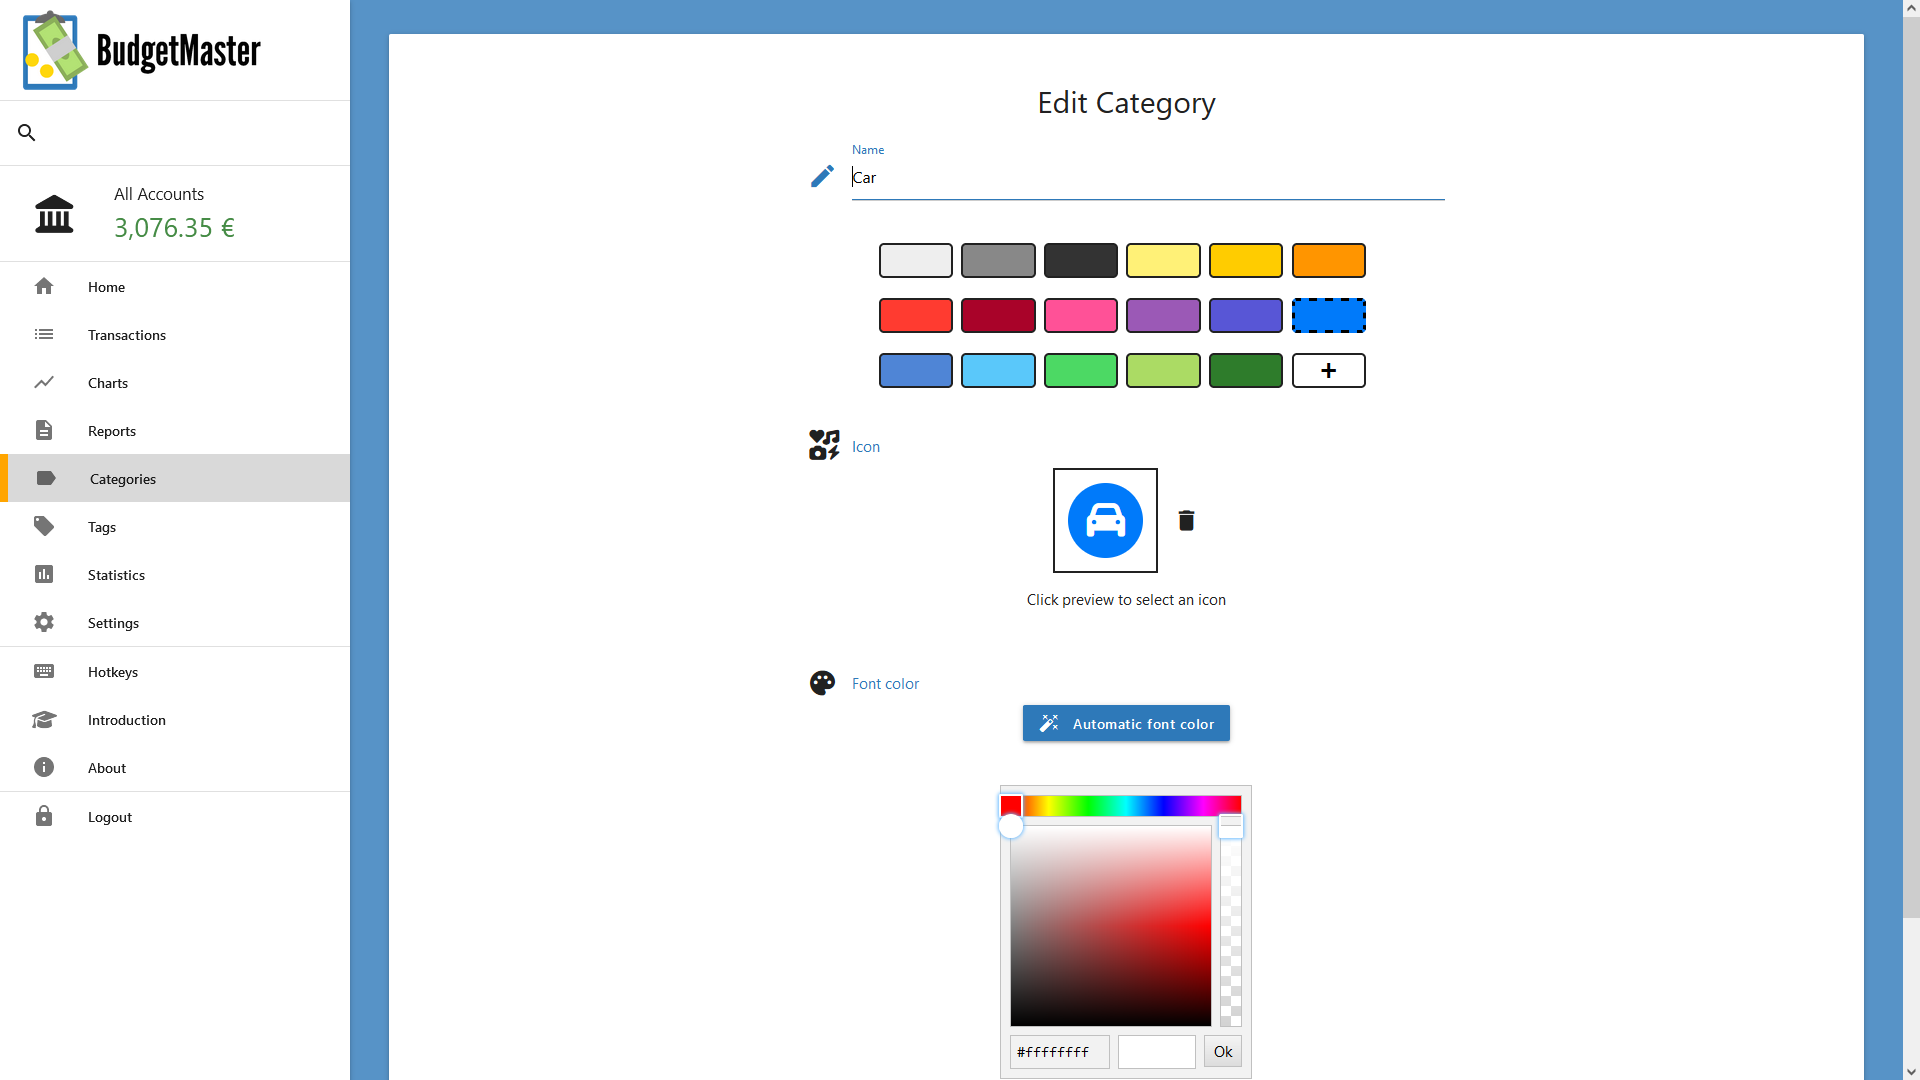 BudgetMaster
All Accounts
3,076.35 €
Home
Transactions
Charts
Reports
Categories
Tags
Statistics
Settings
Hotkeys
Introduction
About
Logout
Edit Category
Name
Car
+
Icon
Click preview to select an icon
Font color
Automatic font color
#ffffffff
Ok